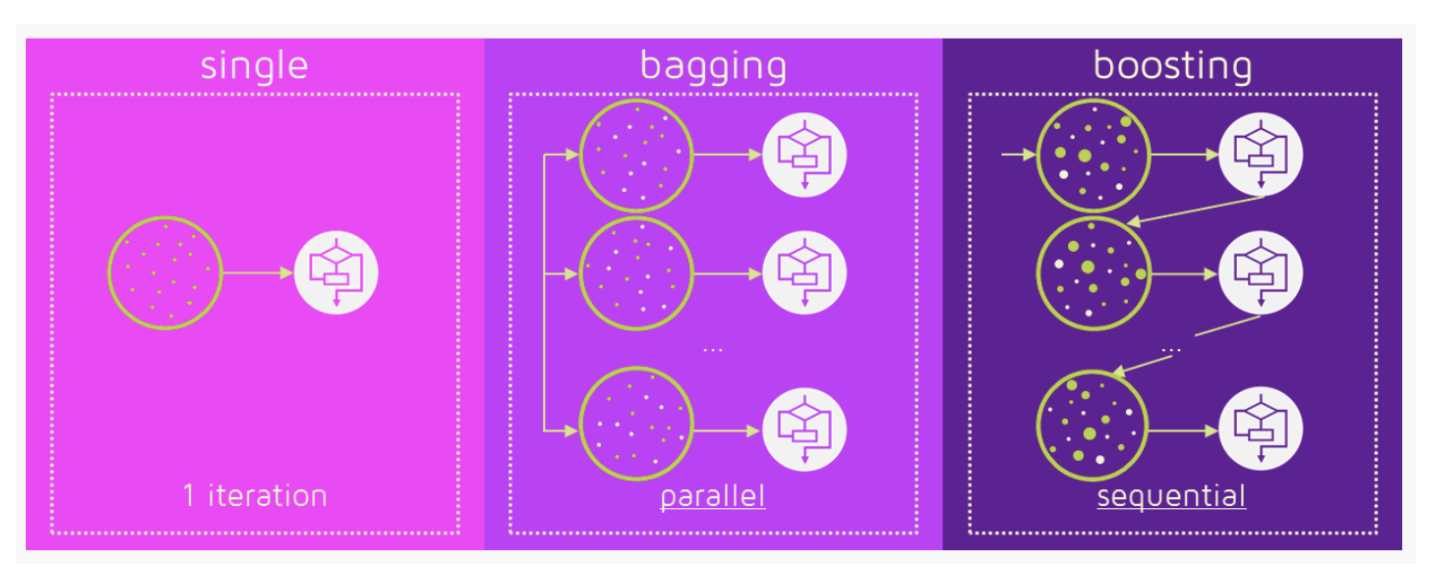 single
bagging
boosting
...
...
1 iteration
parallel
sequential